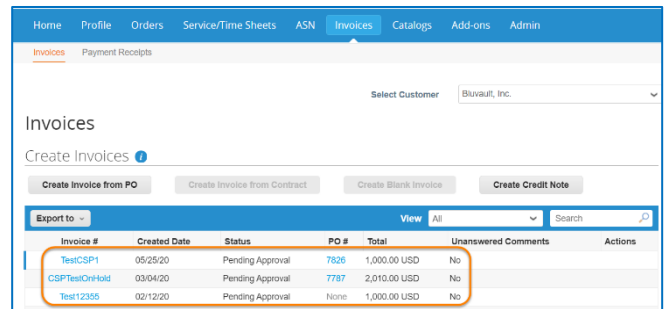 Home Profile Orders Service/Time Sheets ASN Invoices Catalogs Add-ons Admin
Invoices Payment Receipts
Select Customer Bluvault, Inc.
Invoices
Create Invoices i
Create Invoice from PO Create Invoice from Contract Create Blank Invoice Create Credit Note
Export to View All Search
Invoice # Created Date Status PO # Total Unanswered Comments Actions
TestCSP1 05/25/20 Pending Approval 7826 1,000.00 USD No
CSPTestOnHold 03/04/20 Pending Approval 7787 2,010.00 USD No
Test12355 02/12/20 Pending Approval None 1,000.00 USD No